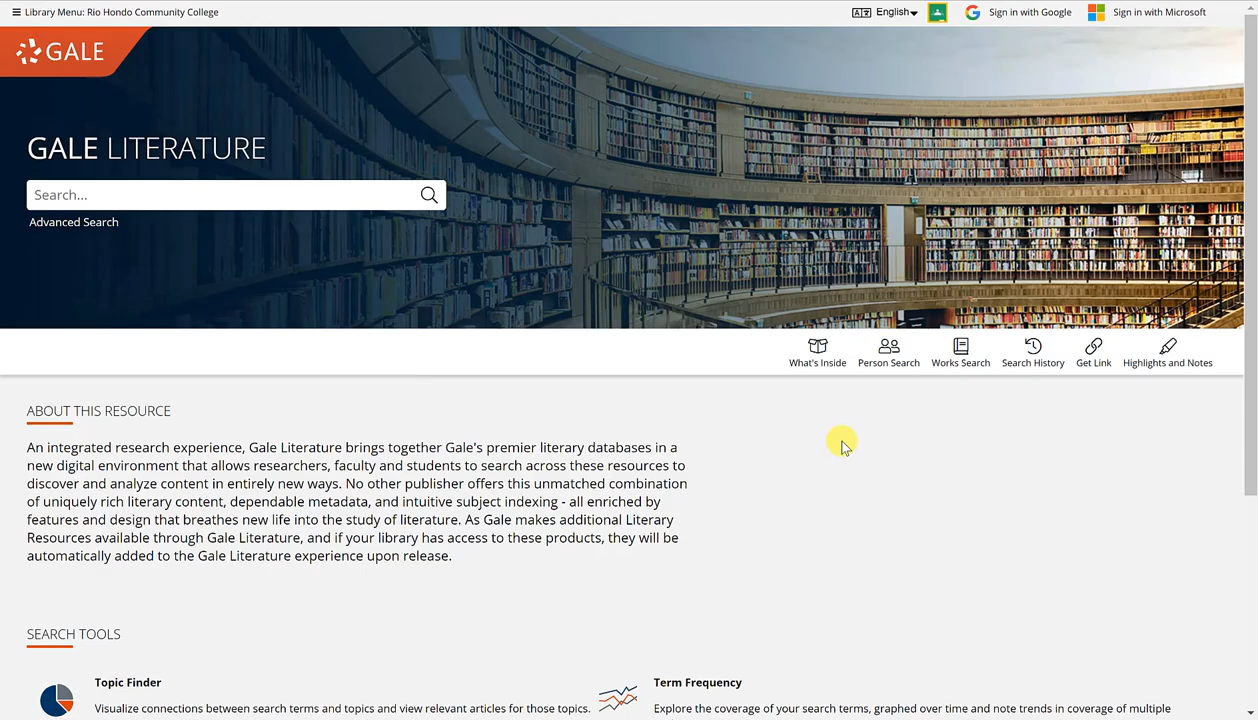 Library Menu: Rio Hondo Community College
English
Sign in with Google
Sign in with Microsoft
GALE
GALE LITERATURE
Search...
Advanced Search
What's Inside
Person Search
Works Search
Search History
Get Link
Highlights and Notes
ABOUT THIS RESOURCE
An integrated research experience, Gale Literature brings together Gale's premier literary databases in a
new digital environment that allows researchers, faculty and students to search across these resources to
discover and analyze content in entirely new ways. No other publisher offers this unmatched combination
of uniquely rich literary content, dependable metadata, and intuitive subject indexing - all enriched by
features and design that breathes new life into the study of literature. As Gale makes additional Literary
Resources available through Gale Literature, and if your library has access to these products, they will be
automatically added to the Gale Literature experience upon release.
SEARCH TOOLS
Topic Finder
Visualize connections between search terms and topics and view relevant articles for those topics.
Term Frequency
Explore the coverage of your search terms, graphed over time and note trends in coverage of multiple